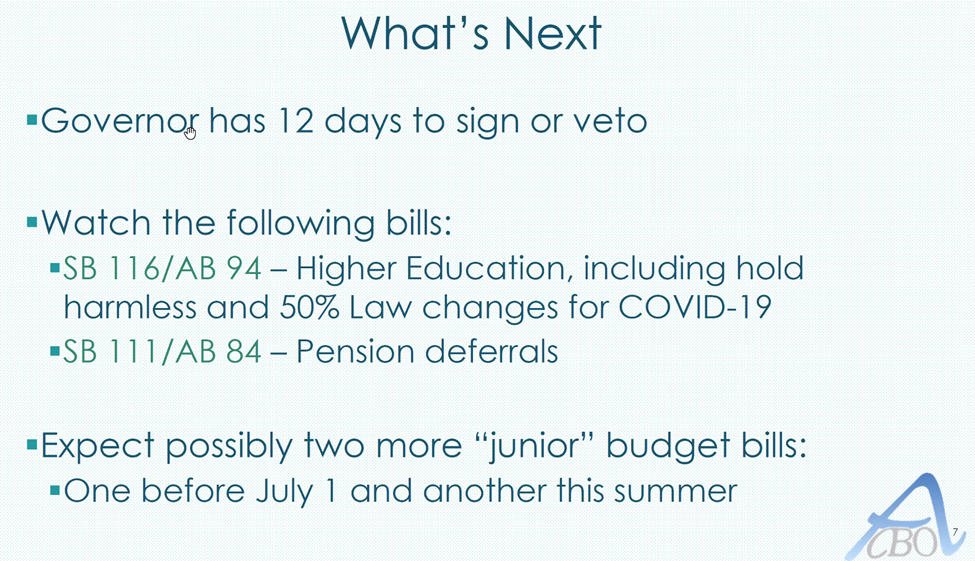 What's Next
▪Governor has 12 days to sign or veto
▪Watch the following bills:
▪SB 116/AB 94 – Higher Education, including hold
harmless and 50% Law changes for COVID-19
▪SB 111/AB 84 – Pension deferrals
▪Expect possibly two more “junior” budget bills:
▪One before July 1 and another this summer
ACBO
7